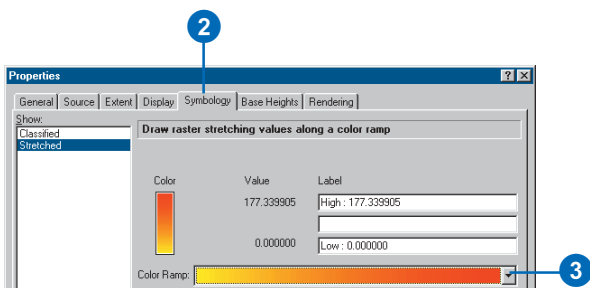 2
Properties
General Source Extent Display Symbology Base Heights Rendering
Show:
Classified
Stretched
Draw raster stretching values along a color ramp
Color Value Label
177.339905 High : 177.339905
0.000000 Low : 0.000000
Color Ramp:
3